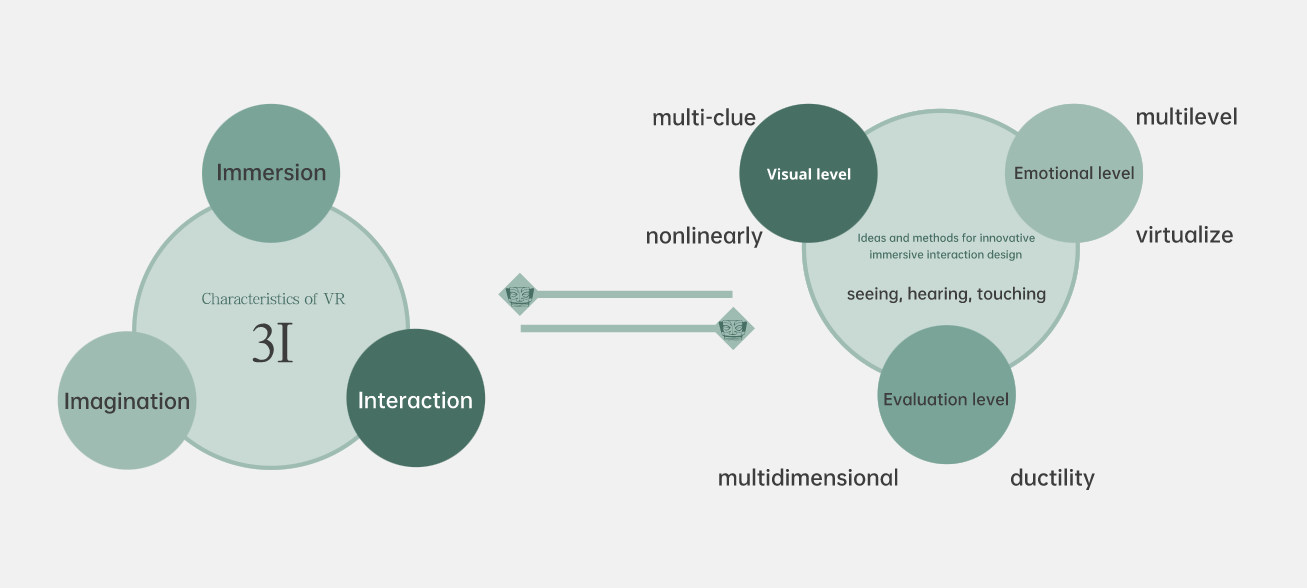 Immersion
Characteristics of VR
3I
Imagination
Interaction
multi-clue
Visual level
nonlinearly
Emotional level
multilevel
virtualize
Ideas and methods for innovative
immersive interaction design
seeing, hearing, touching
Evaluation level
multidimensional
ductility